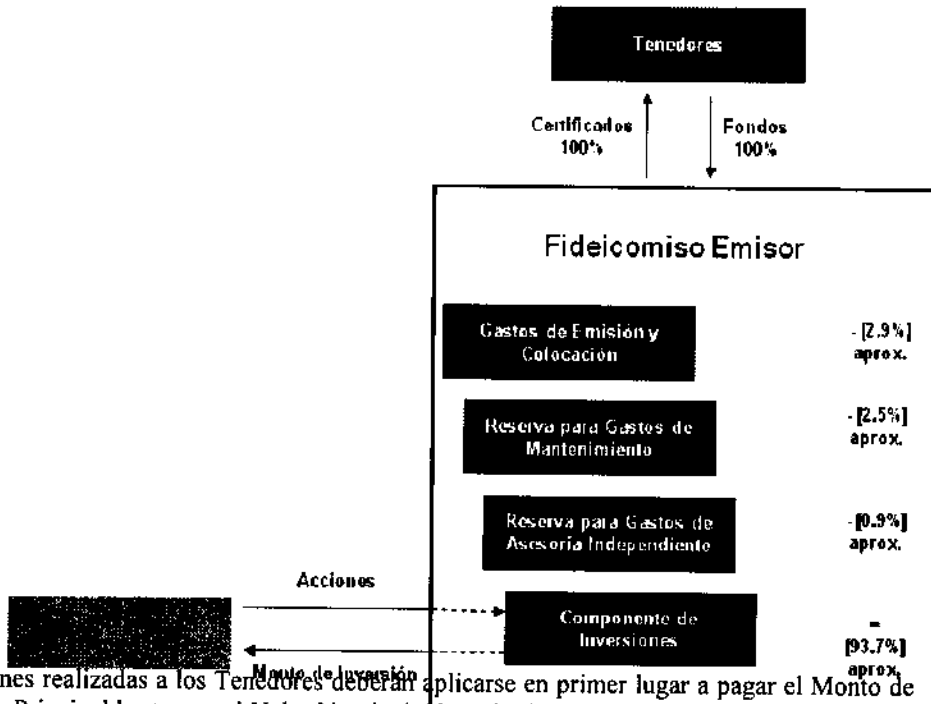 Tenedores
Certificados
100%
Fondos
100%
Fideicomiso Emisor
Gastos de Emisión y
Colocación
- [2.9%]
aprox.
Reserva para Gastos de
Mantenimiento
- [2.5%]
aprox.
Reserva para Gastos de
Asesoría Independiente
- [0.9%]
aprox.
Acciones
Componente de
Inversiones
=
[93.7%]
aprox.
Monto de Inversión
nes realizadas a los Tenedores deberán aplicarse en primer lugar a pagar el Monto de